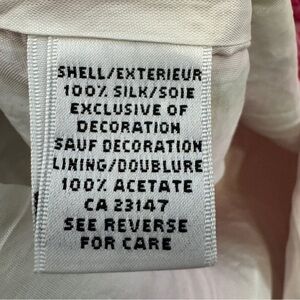 SHELL/EXTERIEUR
100% SILK/SOIE
EXCLUSIVE OF
DECORATION
SAUF DECORATION
LINING/DOUBLURE
100% ACETATE
CA 23147
SEE REVERSE
FOR CARE